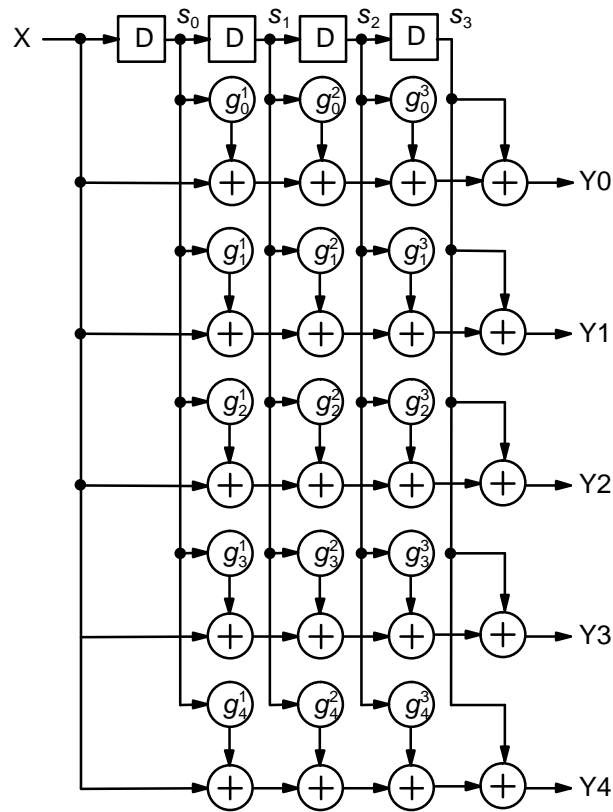 X D s₀ D s₁ D s₂ D s₃
g₀¹ g₀² g₀³
+ + + + Y0
g₁¹ g₁² g₁³
+ + + + Y1
g₂¹ g₂² g₂³
+ + + + Y2
g₃¹ g₃² g₃³
+ + + + Y3
g₄¹ g₄² g₄³
+ + + + Y4